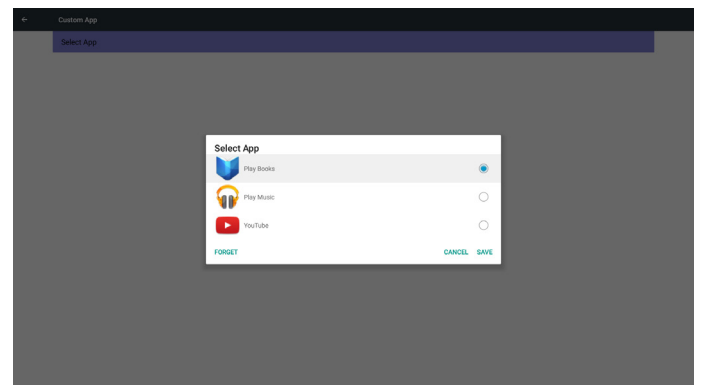 Custom App
Select App
Select App
Play Books
Play Music
YouTube
FORGET CANCEL SAVE